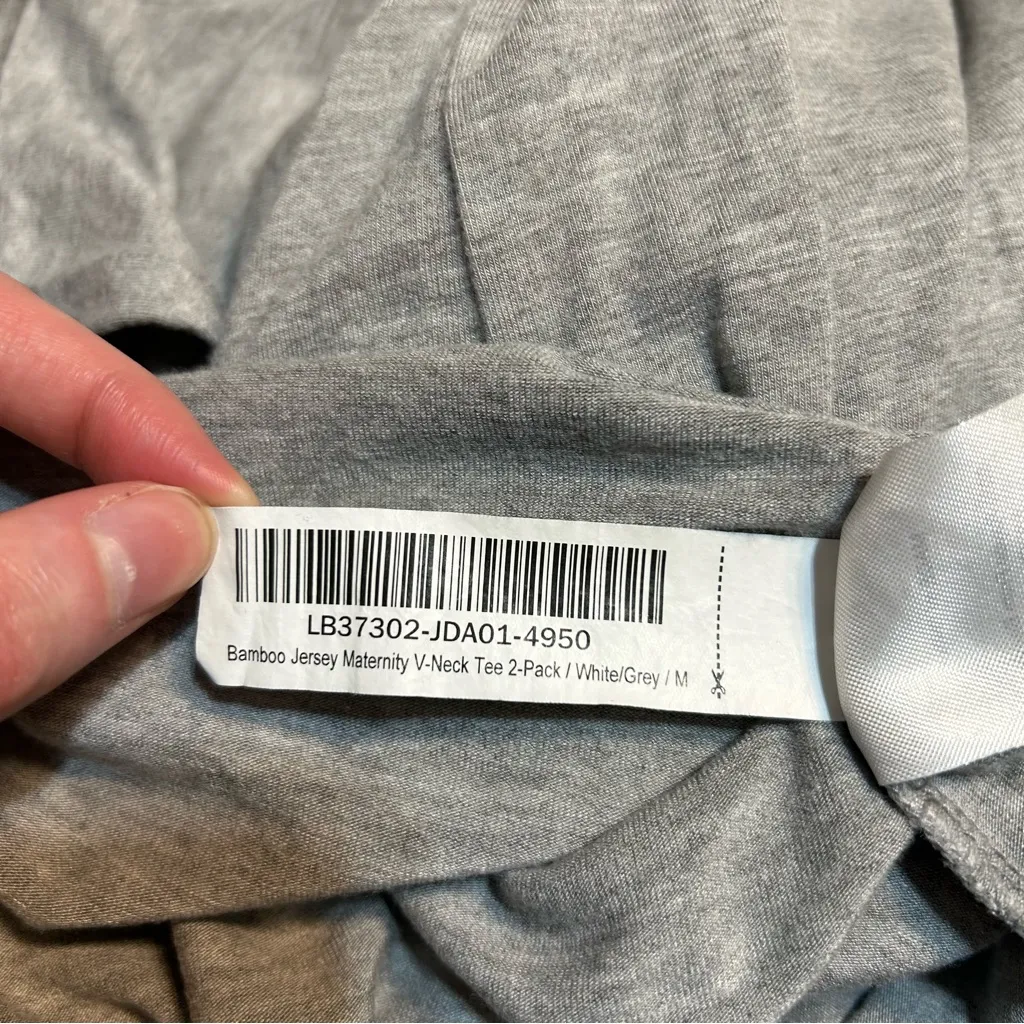 LB37302-JDA01-4950
Bamboo Jersey Maternity V-Neck Tee 2-Pack / White/Grey / M